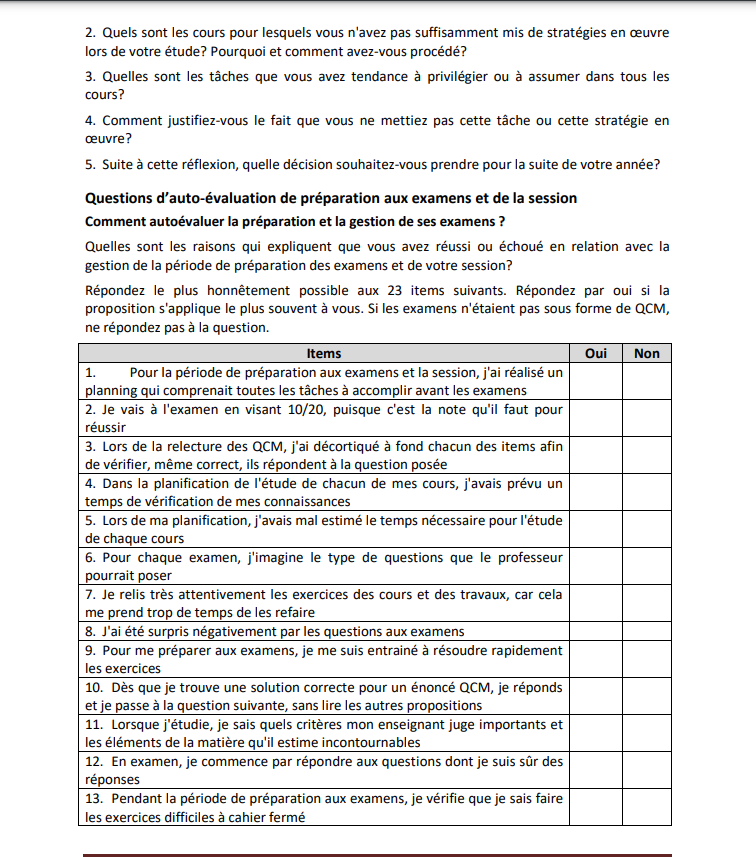 2. Quels sont les cours pour lesquels vous n'avez pas suffisamment mis de stratégies en œuvre
lors de votre étude? Pourquoi et comment avez-vous procédé?
3. Quelles sont les tâches que vous avez tendance à privilégier ou à assumer dans tous les
cours?
4. Comment justifiez-vous le fait que vous ne mettiez pas cette tâche ou cette stratégie en
œuvre?
5. Suite à cette réflexion, quelle décision souhaitez-vous prendre pour la suite de votre année?
Questions d'auto-évaluation de préparation aux examens et de la session
Comment autoévaluer la préparation et la gestion de ses examens ?
Quelles sont les raisons qui expliquent que vous avez réussi ou échoué en relation avec la
gestion de la période de préparation des examens et de votre session?
Répondez le plus honnêtement possible aux 23 items suivants. Répondez par oui si la
proposition s'applique le plus souvent à vous. Si les examens n'étaient pas sous forme de QCM,
ne répondez pas à la question.
Items Oui Non
1. Pour la période de préparation aux examens et la session, j'ai réalisé un
planning qui comprenait toutes les tâches à accomplir avant les examens
2. Je vais à l'examen en visant 10/20, puisque c'est la note qu'il faut pour
réussir
3. Lors de la relecture des QCM, j'ai décortiqué à fond chacun des items afin
de vérifier, même correct, ils répondent à la question posée
4. Dans la planification de l'étude de chacun de mes cours, j'avais prévu un
temps de vérification de mes connaissances
5. Lors de ma planification, j'avais mal estimé le temps nécessaire pour l'étude
de chaque cours
6. Pour chaque examen, j'imagine le type de questions que le professeur
pourrait poser
7. Je relis très attentivement les exercices des cours et des travaux, car cela
me prend trop de temps de les refaire
8. J'ai été surpris négativement par les questions aux examens
9. Pour me préparer aux examens, je me suis entrainé à résoudre rapidement
les exercices
10. Dès que je trouve une solution correcte pour un énoncé QCM, je réponds
et je passe à la question suivante, sans lire les autres propositions
11. Lorsque j'étudie, je sais quels critères mon enseignant juge importants et
les éléments de la matière qu'il estime incontournables
12. En examen, je commence par répondre aux questions dont je suis sûr des
réponses
13. Pendant la période de préparation aux examens, je vérifie que je sais faire
les exercices difficiles à cahier fermé